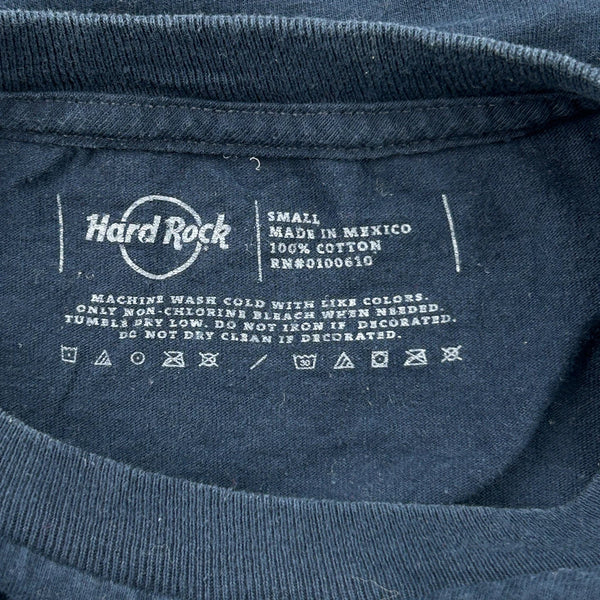 Hard Rock
SMALL
MADE IN MEXICO
100% COTTON
RN#0100610
MACHINE WASH COLD WITH LIKE COLORS.
ONLY NON-CHLORINE BLEACH WHEN NEEDED.
TUMBLE DRY LOW. DO NOT IRON IF DECORATED.
DO NOT DRY CLEAN IF DECORATED.
30